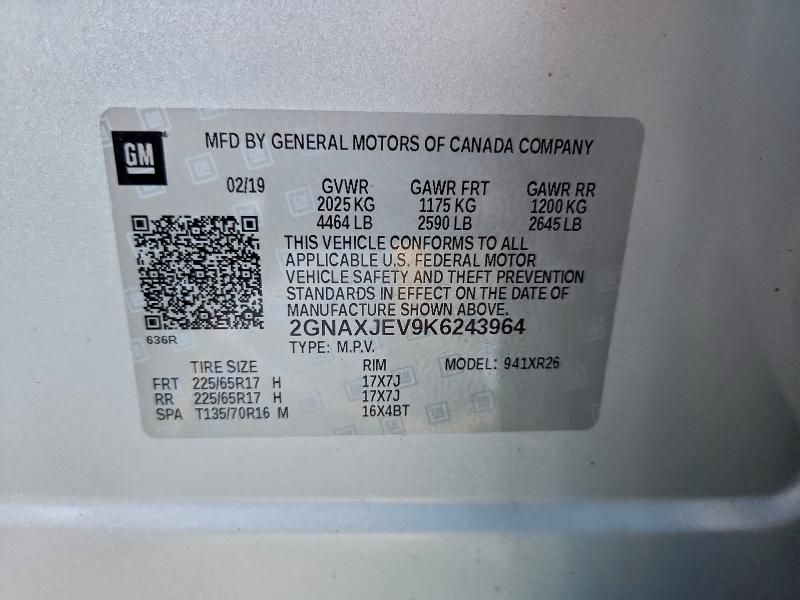 GM
MFD BY GENERAL MOTORS OF CANADA COMPANY
02/19 GVWR GAWR FRT GAWR RR
2025 KG 1175 KG 1200 KG
4464 LB 2590 LB 2645 LB
THIS VEHICLE CONFORMS TO ALL
APPLICABLE U.S. FEDERAL MOTOR
VEHICLE SAFETY AND THEFT PREVENTION
STANDARDS IN EFFECT ON THE DATE OF
MANUFACTURE SHOWN ABOVE.
2GNAXJEV9K6243964
636R
TYPE: M.P.V.
TIRE SIZE RIM MODEL: 941XR26
FRT 225/65R17 H 17X7J
RR 225/65R17 H 17X7J
SPA T135/70R16 M 16X4BT